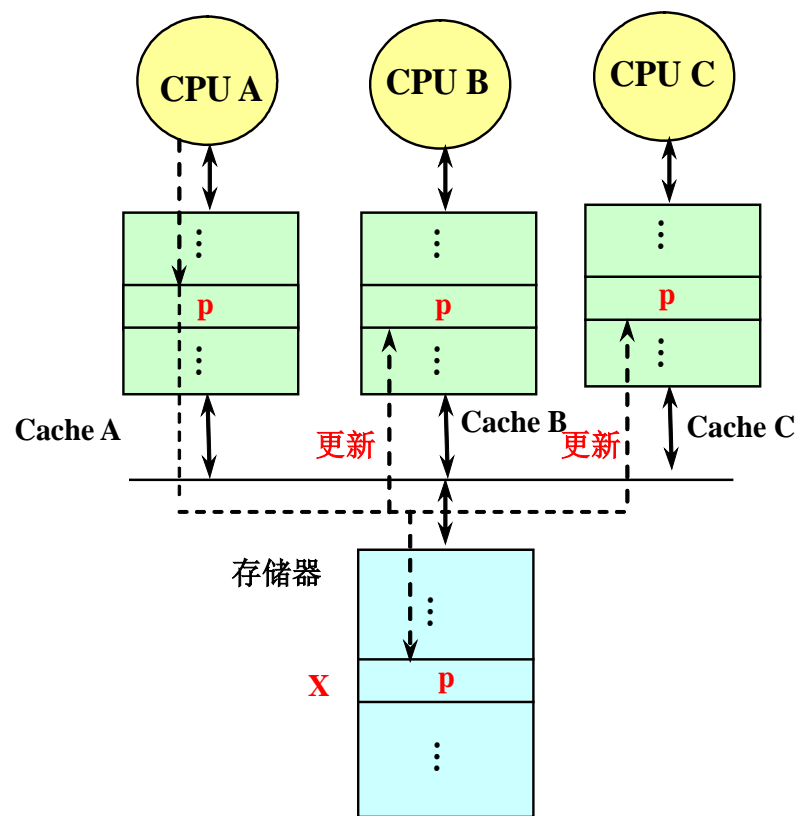 CPU A
CPU B
CPU C
⋮
⋮
⋮
p
p
p
⋮
⋮
⋮
Cache A
更新
Cache B
更新
Cache C
存储器
⋮
X
p
⋮